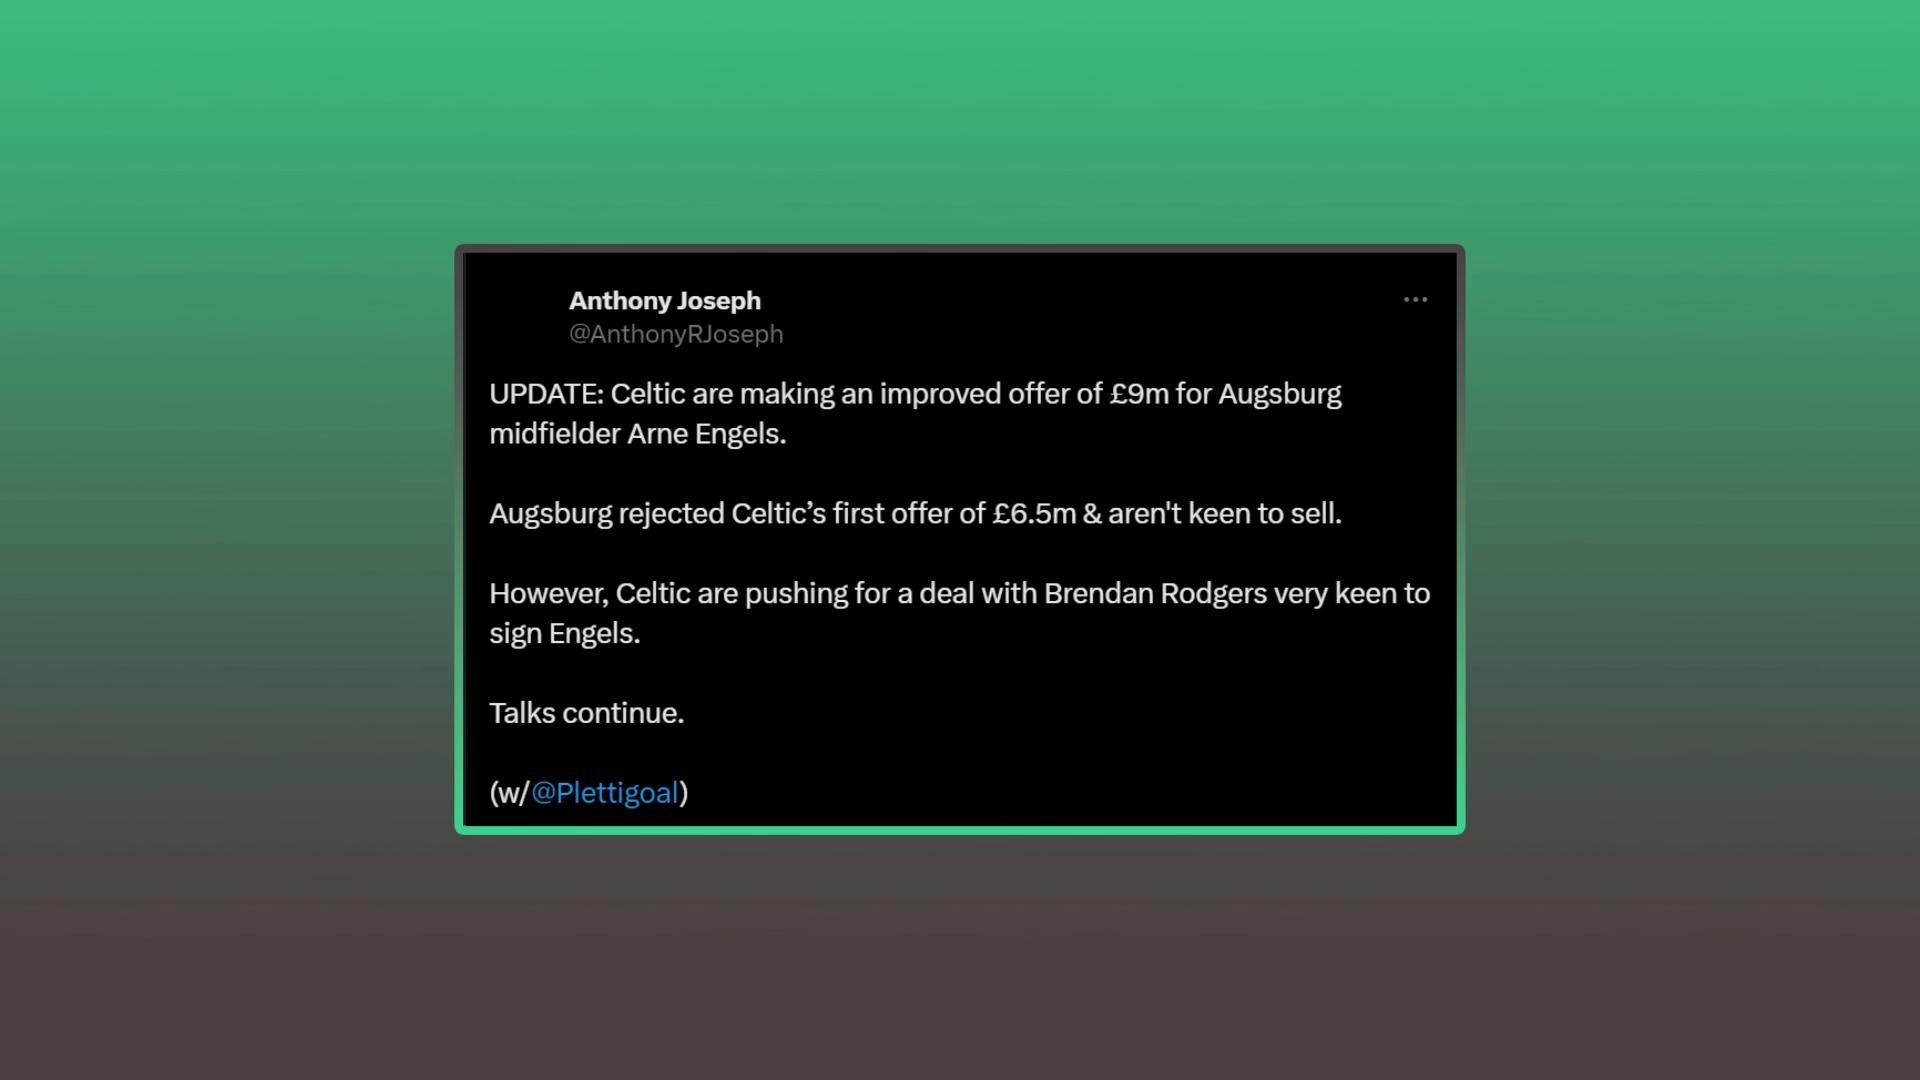 Anthony Joseph
@AnthonyRJoseph
UPDATE: Celtic are making an improved offer of £9m for Augsburg
midfielder Arne Engels.
Augsburg rejected Celtic’s first offer of £6.5m & aren't keen to sell.
However, Celtic are pushing for a deal with Brendan Rodgers very keen to
sign Engels.
Talks continue.
(w/@Plettigoal)